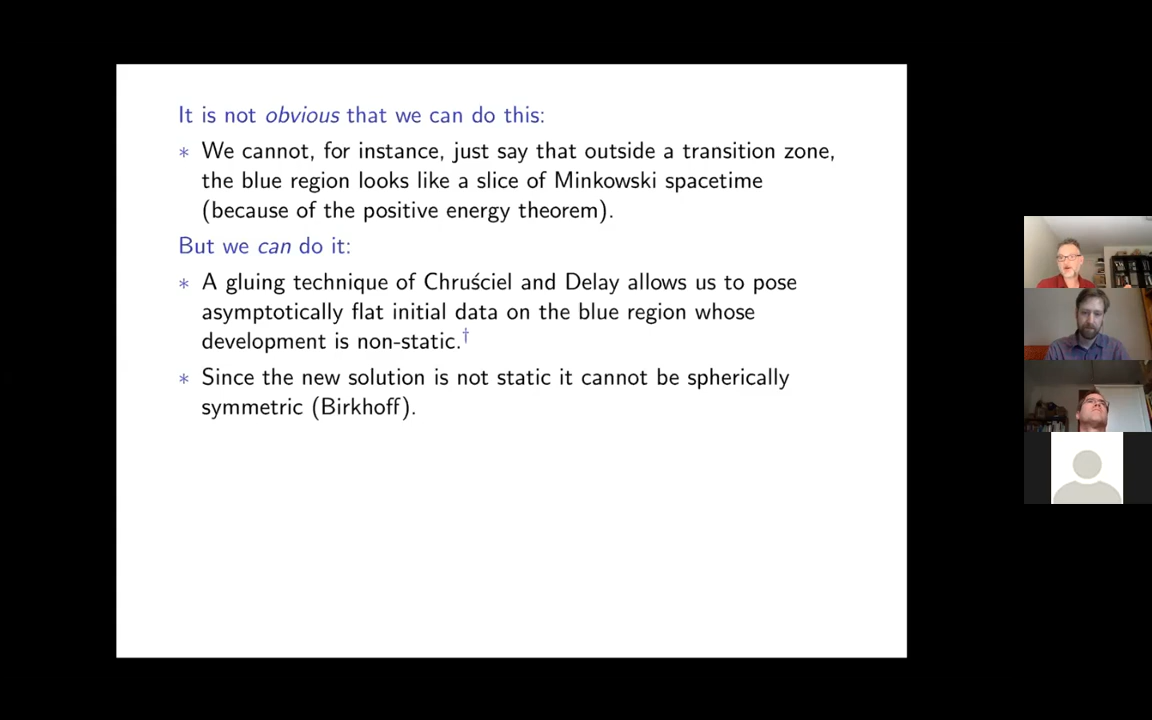 It is not obvious that we can do this:
* We cannot, for instance, just say that outside a transition zone,
the blue region looks like a slice of Minkowski spacetime
(because of the positive energy theorem).
But we can do it:
* A gluing technique of Chruściel and Delay allows us to pose
asymptotically flat initial data on the blue region whose
development is non-static.†
* Since the new solution is not static it cannot be spherically
symmetric (Birkhoff).